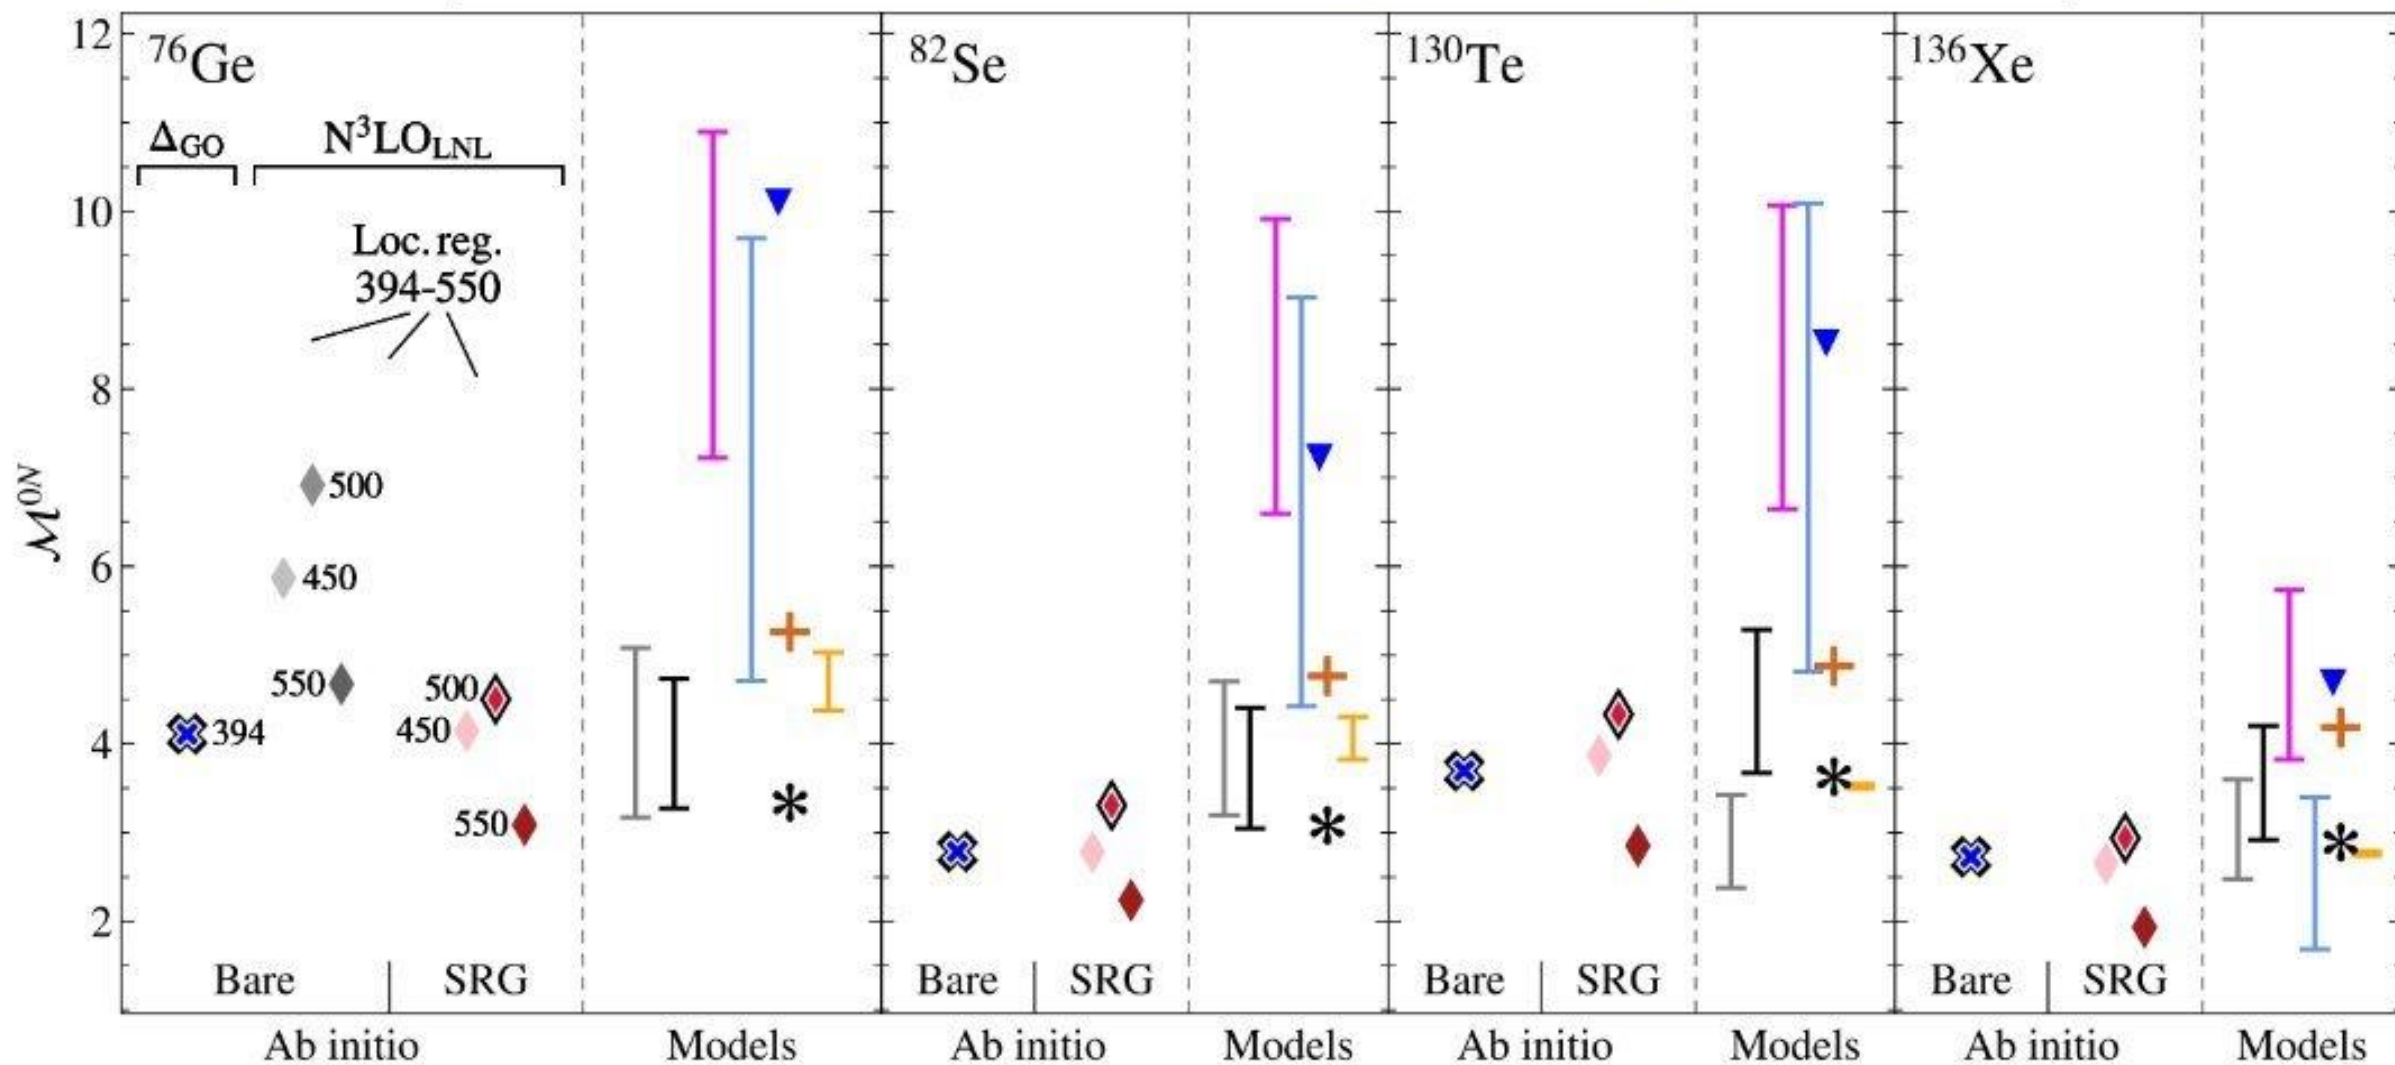 12
10
8
6
4
2
ℳ⁰ᴺ
⁷⁶Ge
Δ_GO
N³LO_LNL
Loc. reg.
394-550
500
450
550
394
500
450
550
Bare | SRG
Ab initio
Models
⁸²Se
Bare | SRG
Ab initio
Models
¹³⁰Te
Bare | SRG
Ab initio
Models
¹³⁶Xe
Bare | SRG
Ab initio
Models